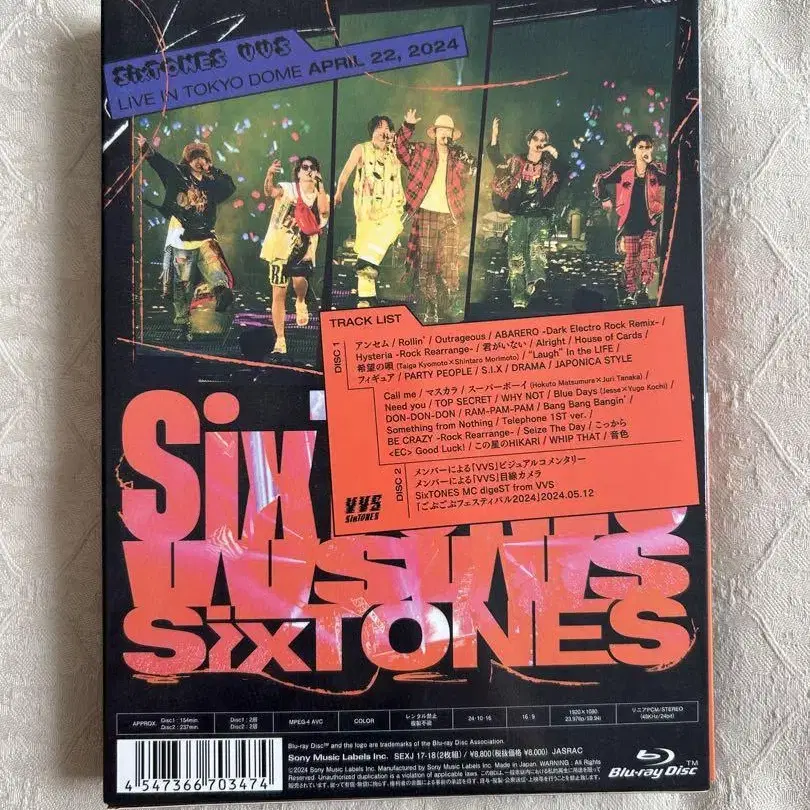 SixTONES VVS
LIVE IN TOKYO DOME APRIL 22, 2024
TRACK LIST
DISC 1
アンセム / Rollin' / Outrageous / ABARERO -Dark Electro Rock Remix- /
Hysteria -Rock Rearrange- / 君がいない / Alright / House of Cards /
希望の唄 (Taiga Kyomoto×Shintaro Morimoto) / "Laugh" In the LIFE /
フィギュア / PARTY PEOPLE / S.I.X / DRAMA / JAPONICA STYLE
Call me / マスカラ / スーパーボーイ (Hokuto Matsumura×Juri Tanaka) /
Need you / TOP SECRET / WHY NOT / Blue Days (Jesse×Yugo Kochi) /
DON-DON-DON / RAM-PAM-PAM / Bang Bang Bangin' /
Something from Nothing / Telephone 1ST ver. /
BE CRAZY -Rock Rearrange- / Seize The Day / こっから
<EC> Good Luck! / この星のHIKARI / WHIP THAT / 音色
DISC 2
メンバーによる「VVS」ビジュアルコメンタリー
メンバーによる「VVS」目線カメラ
SixTONES MC digeST from VVS
「ごぶごぶフェスティバル2024」2024.05.12
VVS
SixTONES
Six
SixTONES
APPROX.
Disc1 : 154min.
Disc2 : 237min.
Disc1 : 2層
Disc2 : 2層
MPEG-4 AVC
COLOR
レンタル禁止
複製不能
24・10・16
16 : 9
1920×1080
23.976p/59.94i
リニアPCM/STEREO
(48KHz/24bit)
Blu-ray Disc™ and the logo are trademarks of the Blu-ray Disc Association.
Sony Music Labels Inc. SEXJ 17-18 (2枚組) / ¥8,800(税抜価格 ¥8,000) JASRAC
©2024 Sony Music Labels Inc. Manufactured by Sony Music Labels Inc. Made in Japan. WARNING: All Rights
Reserved. Unauthorized duplication is a violation of applicable laws.
4 547366 703474
Blu-ray Disc™